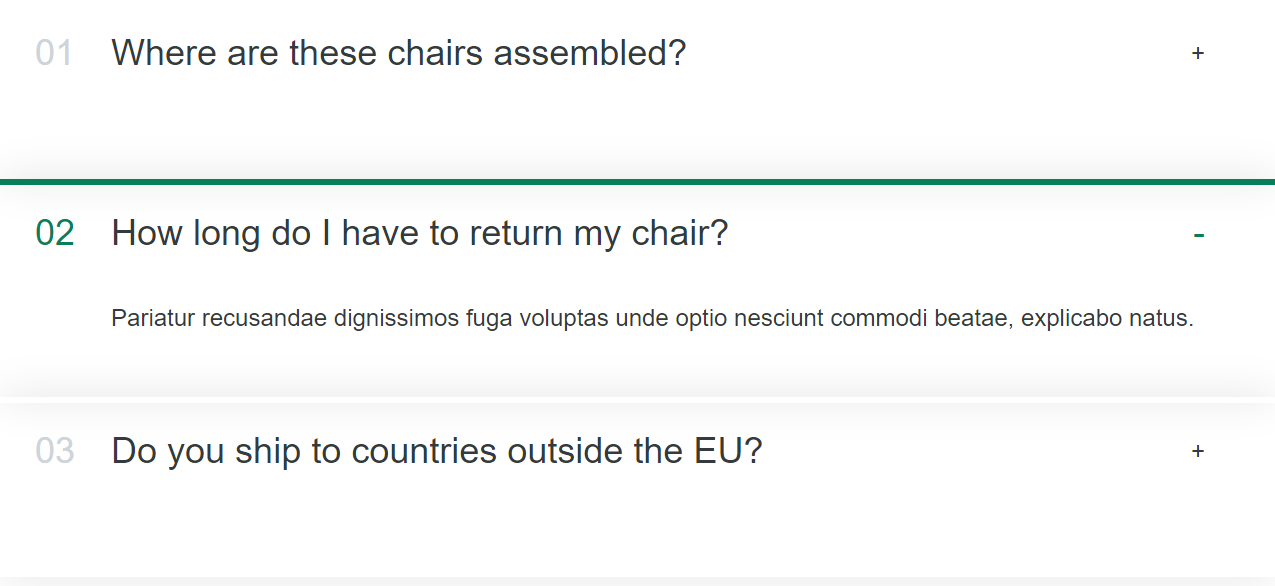 01 Where are these chairs assembled? +
02 How long do I have to return my chair? -
Pariatur recusandae dignissimos fuga voluptas unde optio nesciunt commodi beatae, explicabo natus.
03 Do you ship to countries outside the EU? +